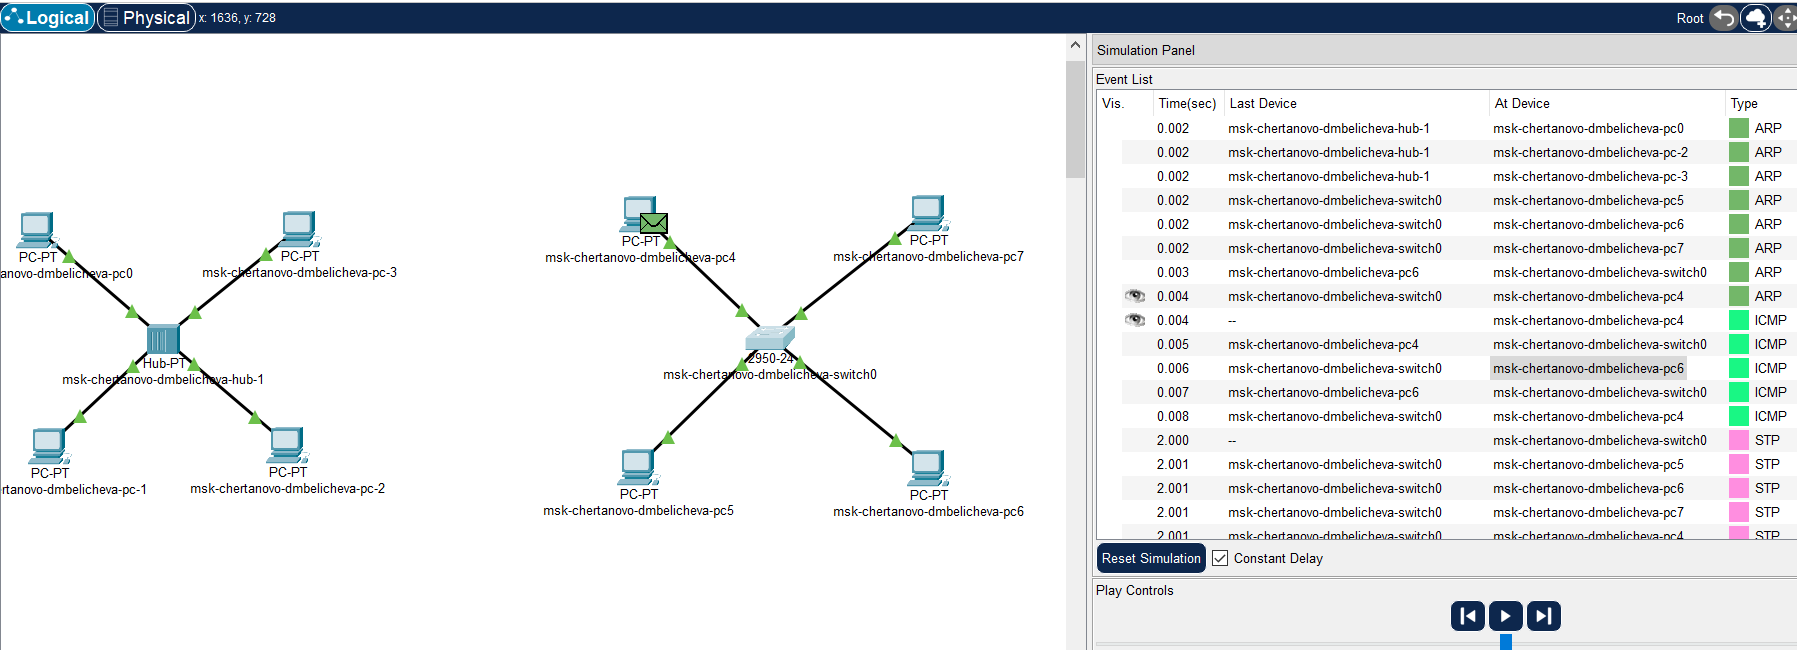 Logical Physical x: 1636, y: 728 Root
Simulation Panel
Event List
Vis. Time(sec) Last Device At Device Type
0.002 msk-chertanovo-dmbelicheva-hub-1 msk-chertanovo-dmbelicheva-pc0 ARP
0.002 msk-chertanovo-dmbelicheva-hub-1 msk-chertanovo-dmbelicheva-pc-2 ARP
0.002 msk-chertanovo-dmbelicheva-hub-1 msk-chertanovo-dmbelicheva-pc-3 ARP
0.002 msk-chertanovo-dmbelicheva-switch0 msk-chertanovo-dmbelicheva-pc5 ARP
0.002 msk-chertanovo-dmbelicheva-switch0 msk-chertanovo-dmbelicheva-pc6 ARP
0.002 msk-chertanovo-dmbelicheva-switch0 msk-chertanovo-dmbelicheva-pc7 ARP
0.003 msk-chertanovo-dmbelicheva-pc6 msk-chertanovo-dmbelicheva-switch0 ARP
0.004 msk-chertanovo-dmbelicheva-switch0 msk-chertanovo-dmbelicheva-pc4 ARP
0.004 -- msk-chertanovo-dmbelicheva-pc4 ICMP
0.005 msk-chertanovo-dmbelicheva-pc4 msk-chertanovo-dmbelicheva-switch0 ICMP
0.006 msk-chertanovo-dmbelicheva-switch0 msk-chertanovo-dmbelicheva-pc6 ICMP
0.007 msk-chertanovo-dmbelicheva-pc6 msk-chertanovo-dmbelicheva-switch0 ICMP
0.008 msk-chertanovo-dmbelicheva-switch0 msk-chertanovo-dmbelicheva-pc4 ICMP
2.000 -- msk-chertanovo-dmbelicheva-switch0 STP
2.001 msk-chertanovo-dmbelicheva-switch0 msk-chertanovo-dmbelicheva-pc5 STP
2.001 msk-chertanovo-dmbelicheva-switch0 msk-chertanovo-dmbelicheva-pc6 STP
2.001 msk-chertanovo-dmbelicheva-switch0 msk-chertanovo-dmbelicheva-pc7 STP
2.001 msk-chertanovo-dmbelicheva-switch0 msk-chertanovo-dmbelicheva-pc4 STP
Reset Simulation Constant Delay
Play Controls
PC-PT
anovo-dmbelicheva-pc0
PC-PT
msk-chertanovo-dmbelicheva-pc-3
Hub-PT
msk-chertanovo-dmbelicheva-hub-1
PC-PT
rtanovo-dmbelicheva-pc-1
PC-PT
msk-chertanovo-dmbelicheva-pc-2
PC-PT
msk-chertanovo-dmbelicheva-pc4
PC-PT
msk-chertanovo-dmbelicheva-pc7
2950-24
msk-chertanovo-dmbelicheva-switch0
PC-PT
msk-chertanovo-dmbelicheva-pc5
PC-PT
msk-chertanovo-dmbelicheva-pc6